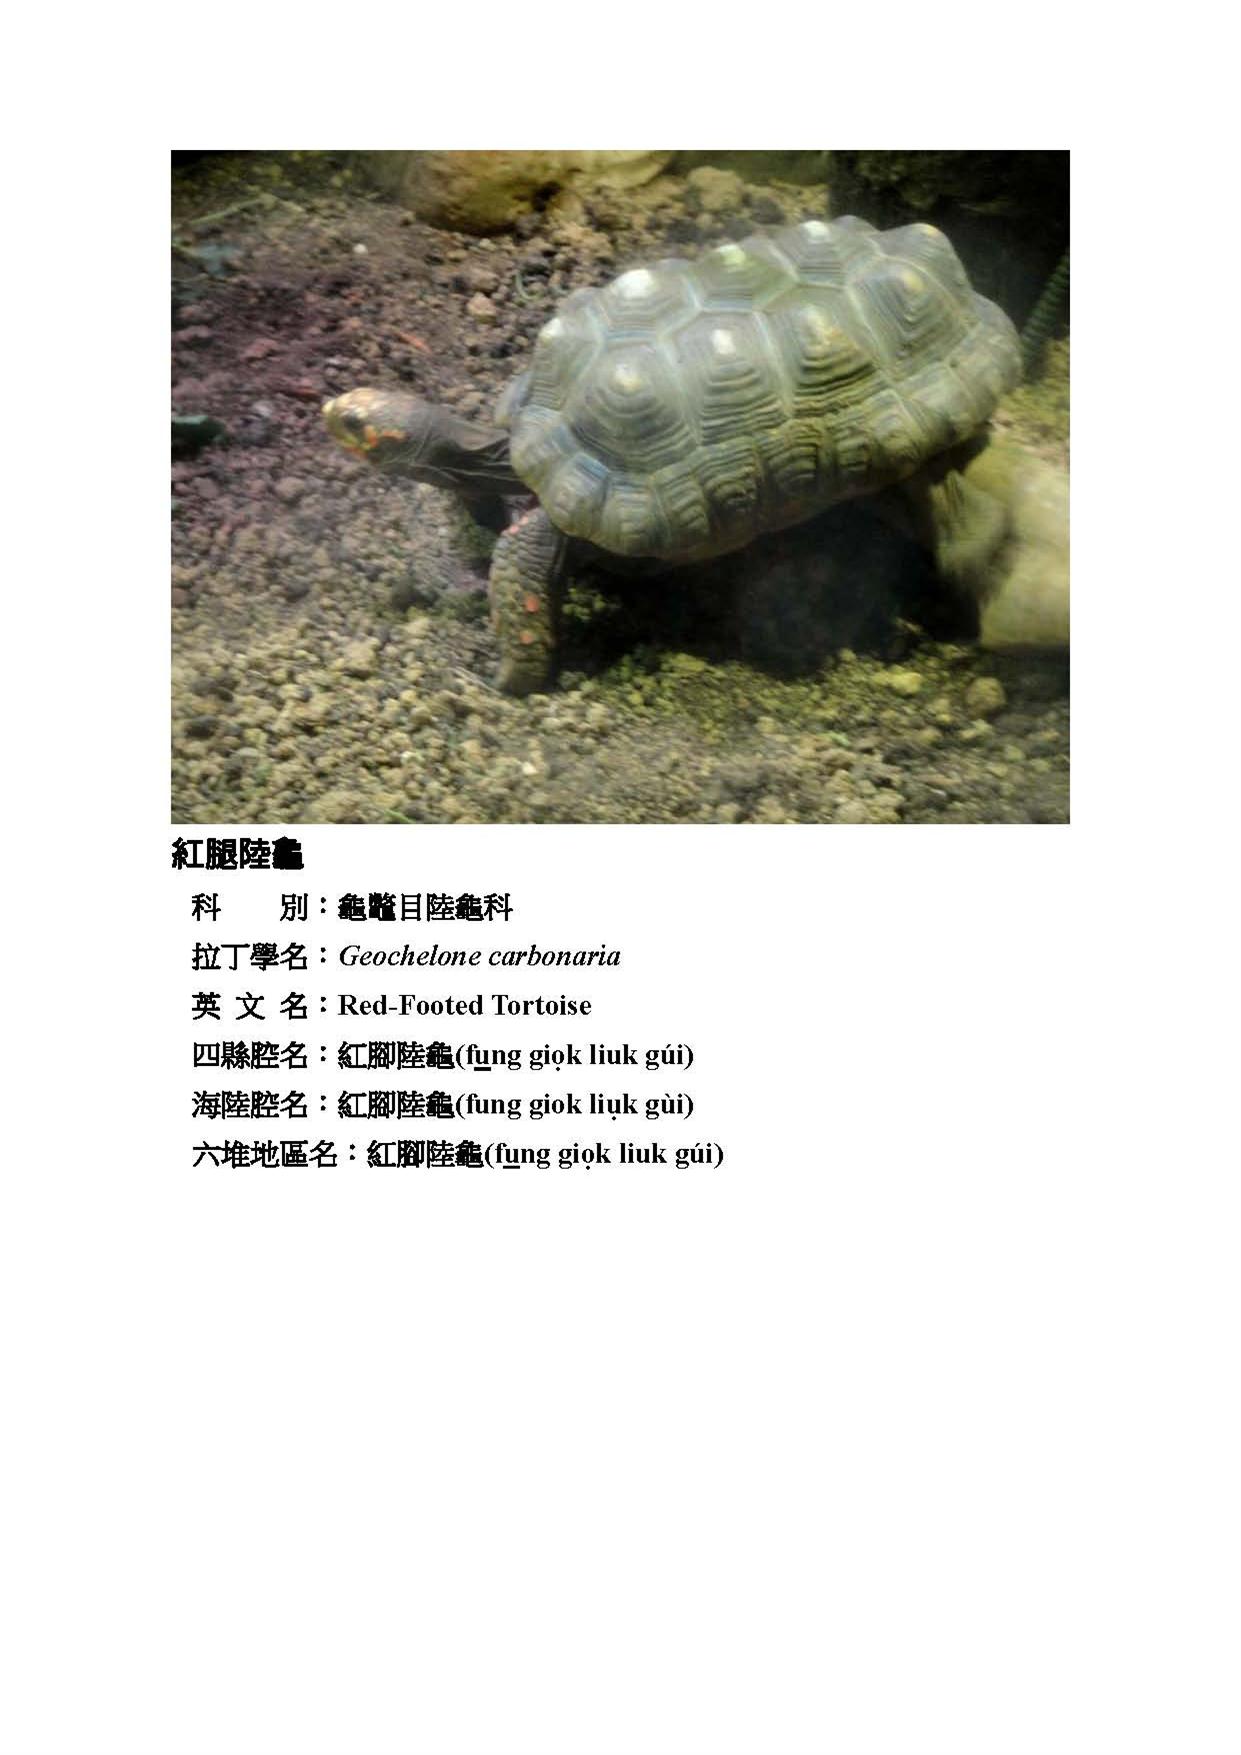 紅腿陸龜
科　　別：龜鼈目陸龜科
拉丁學名：Geochelone carbonaria
英 文 名：Red-Footed Tortoise
四縣腔名：紅腳陸龜(fu̲ng giọk liuk gúi)
海陸腔名：紅腳陸龜(fung giok liụk gùi)
六堆地區名：紅腳陸龜(fu̲ng giọk liuk gúi)